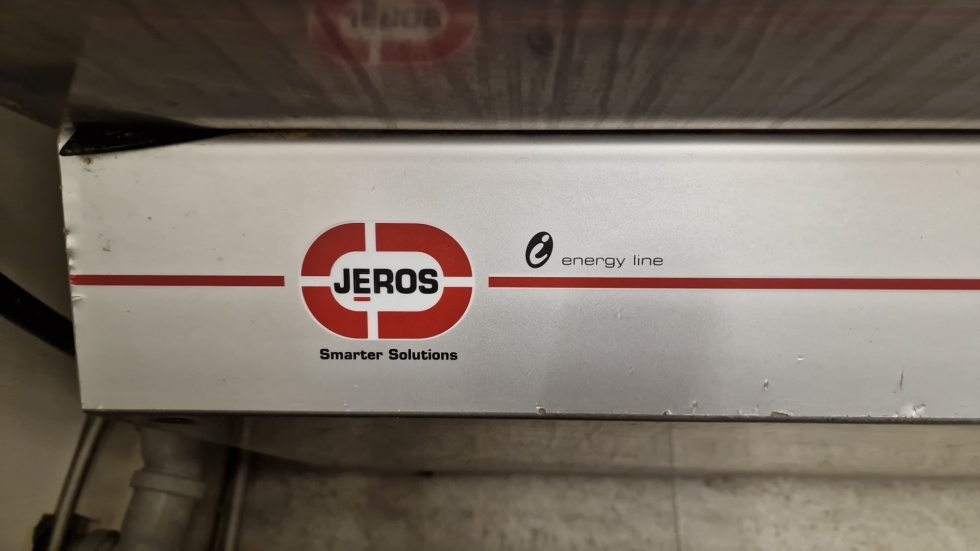 JEROS
Smarter Solutions
i energy line